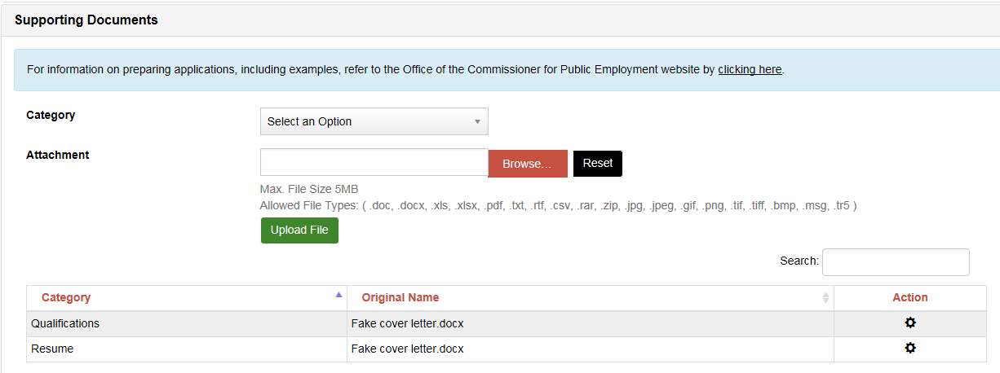 Supporting Documents
For information on preparing applications, including examples, refer to the Office of the Commissioner for Public Employment website by clicking here.
Category
Select an Option
Attachment
Browse... Reset
Max. File Size 5MB
Allowed File Types: ( .doc, .docx, .xls, .xlsx, .pdf, .txt, .rtf, .csv, .rar, .zip, .jpg, .jpeg, .gif, .png, .tif, .tiff, .bmp, .msg, .tr5 )
Upload File
Search:
Category Original Name Action
Qualifications Fake cover letter.docx
Resume Fake cover letter.docx